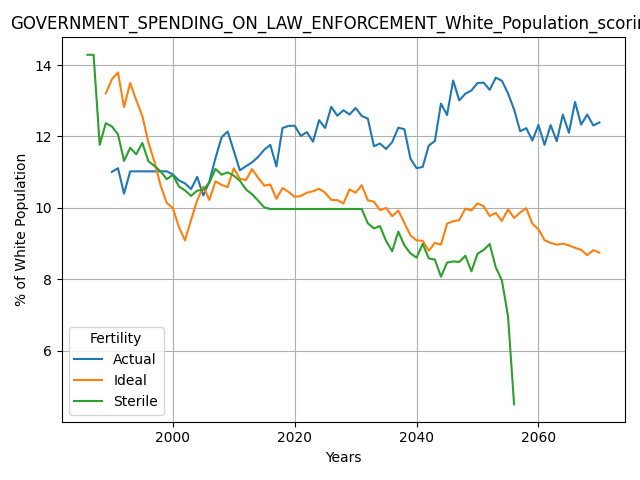 GOVERNMENT_SPENDING_ON_LAW_ENFORCEMENT_White_Population_scorin
14
12
10
8
6
% of White Population
Fertility
Actual
Ideal
Sterile
2000
2020
2040
2060
Years